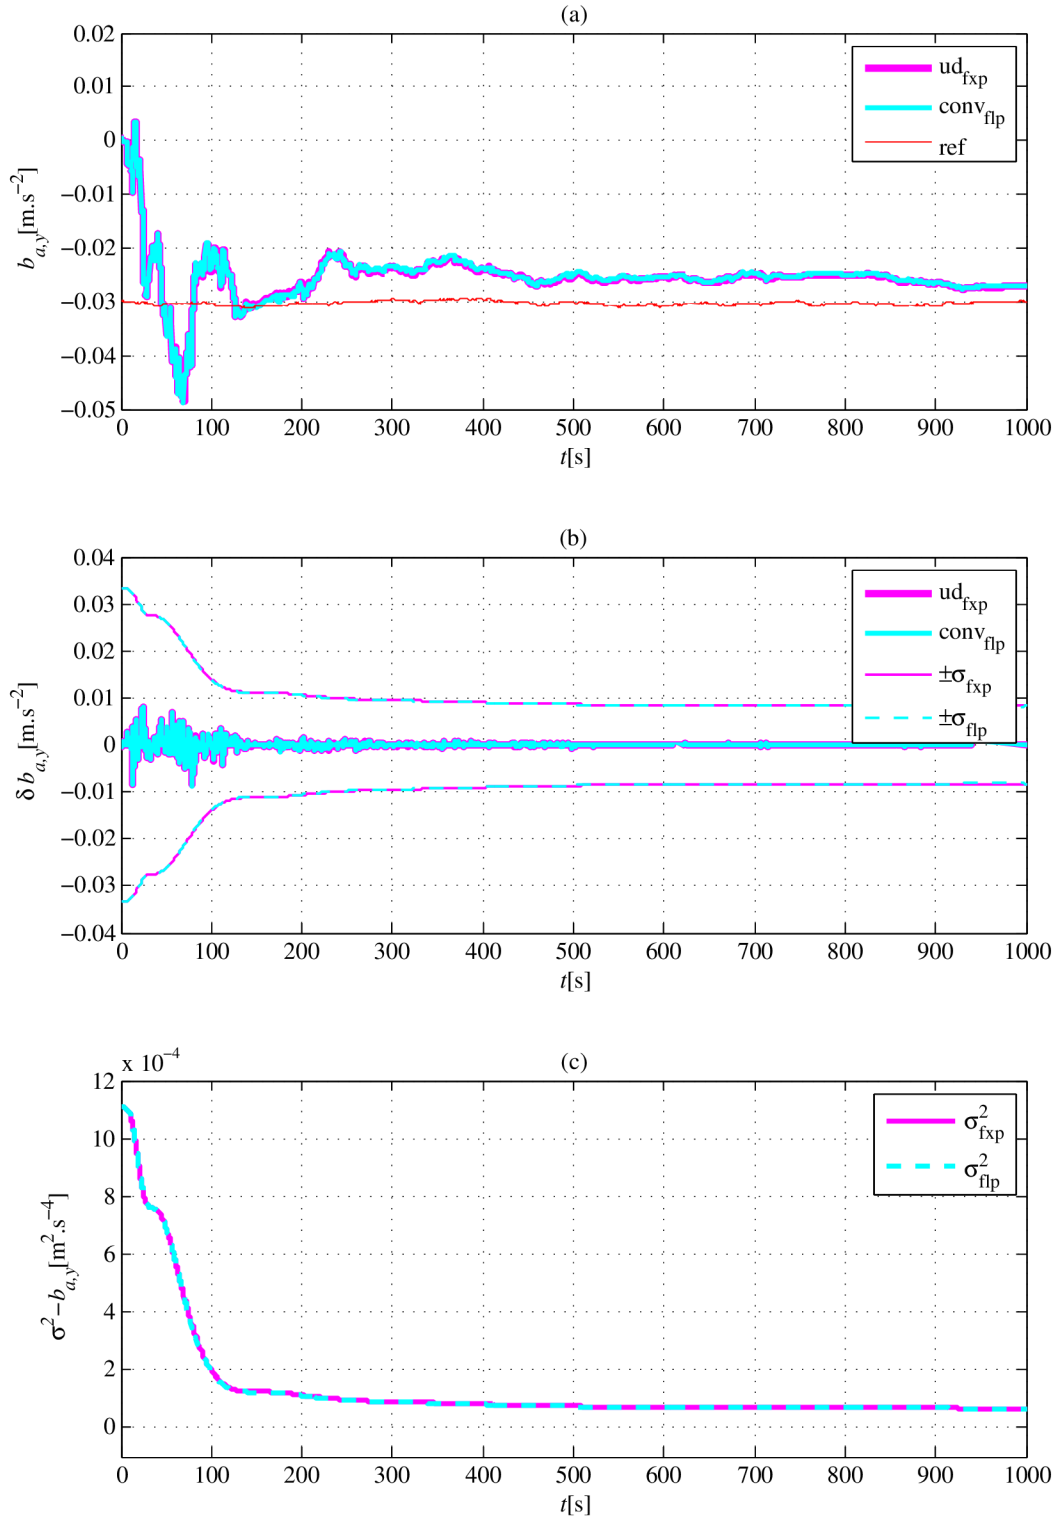 (a)
0.02
0.01
0
−0.01
−0.02
−0.03
−0.04
−0.05
b_{a,y}[m.s^{−2}]
ud_{fxp}
conv_{flp}
ref
0 100 200 300 400 500 600 700 800 900 1000
t[s]
(b)
0.04
0.03
0.02
0.01
0
−0.01
−0.02
−0.03
−0.04
δ b_{a,y}[m.s^{−2}]
ud_{fxp}
conv_{flp}
±σ_{fxp}
±σ_{flp}
0 100 200 300 400 500 600 700 800 900 1000
t[s]
(c)
x 10^{−4}
12
10
8
6
4
2
0
σ^{2}−b_{a,y}[m^{2}.s^{−4}]
σ^{2}_{fxp}
σ^{2}_{flp}
0 100 200 300 400 500 600 700 800 900 1000
t[s]